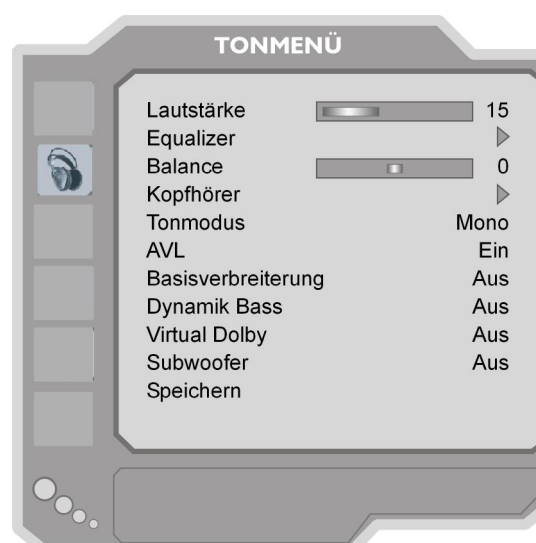 TONMENÜ
Lautstärke 15
Equalizer
Balance 0
Kopfhörer
Tonmodus Mono
AVL Ein
Basisverbreiterung Aus
Dynamik Bass Aus
Virtual Dolby Aus
Subwoofer Aus
Speichern